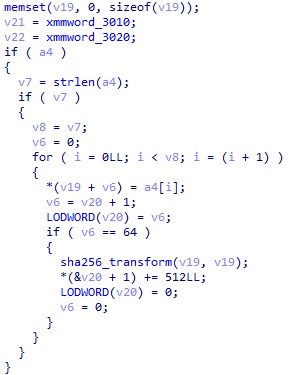 memset(v19, 0, sizeof(v19));
v21 = xmmword_3010;
v22 = xmmword_3020;
if ( a4 )
{
v7 = strlen(a4);
if ( v7 )
{
v8 = v7;
v6 = 0;
for ( i = 0LL; i < v8; i = (i + 1) )
{
*(v19 + v6) = a4[i];
v6 = v20 + 1;
LODWORD(v20) = v6;
if ( v6 == 64 )
{
sha256_transform(v19, v19);
*(&v20 + 1) += 512LL;
LODWORD(v20) = 0;
v6 = 0;
}
}
}
}